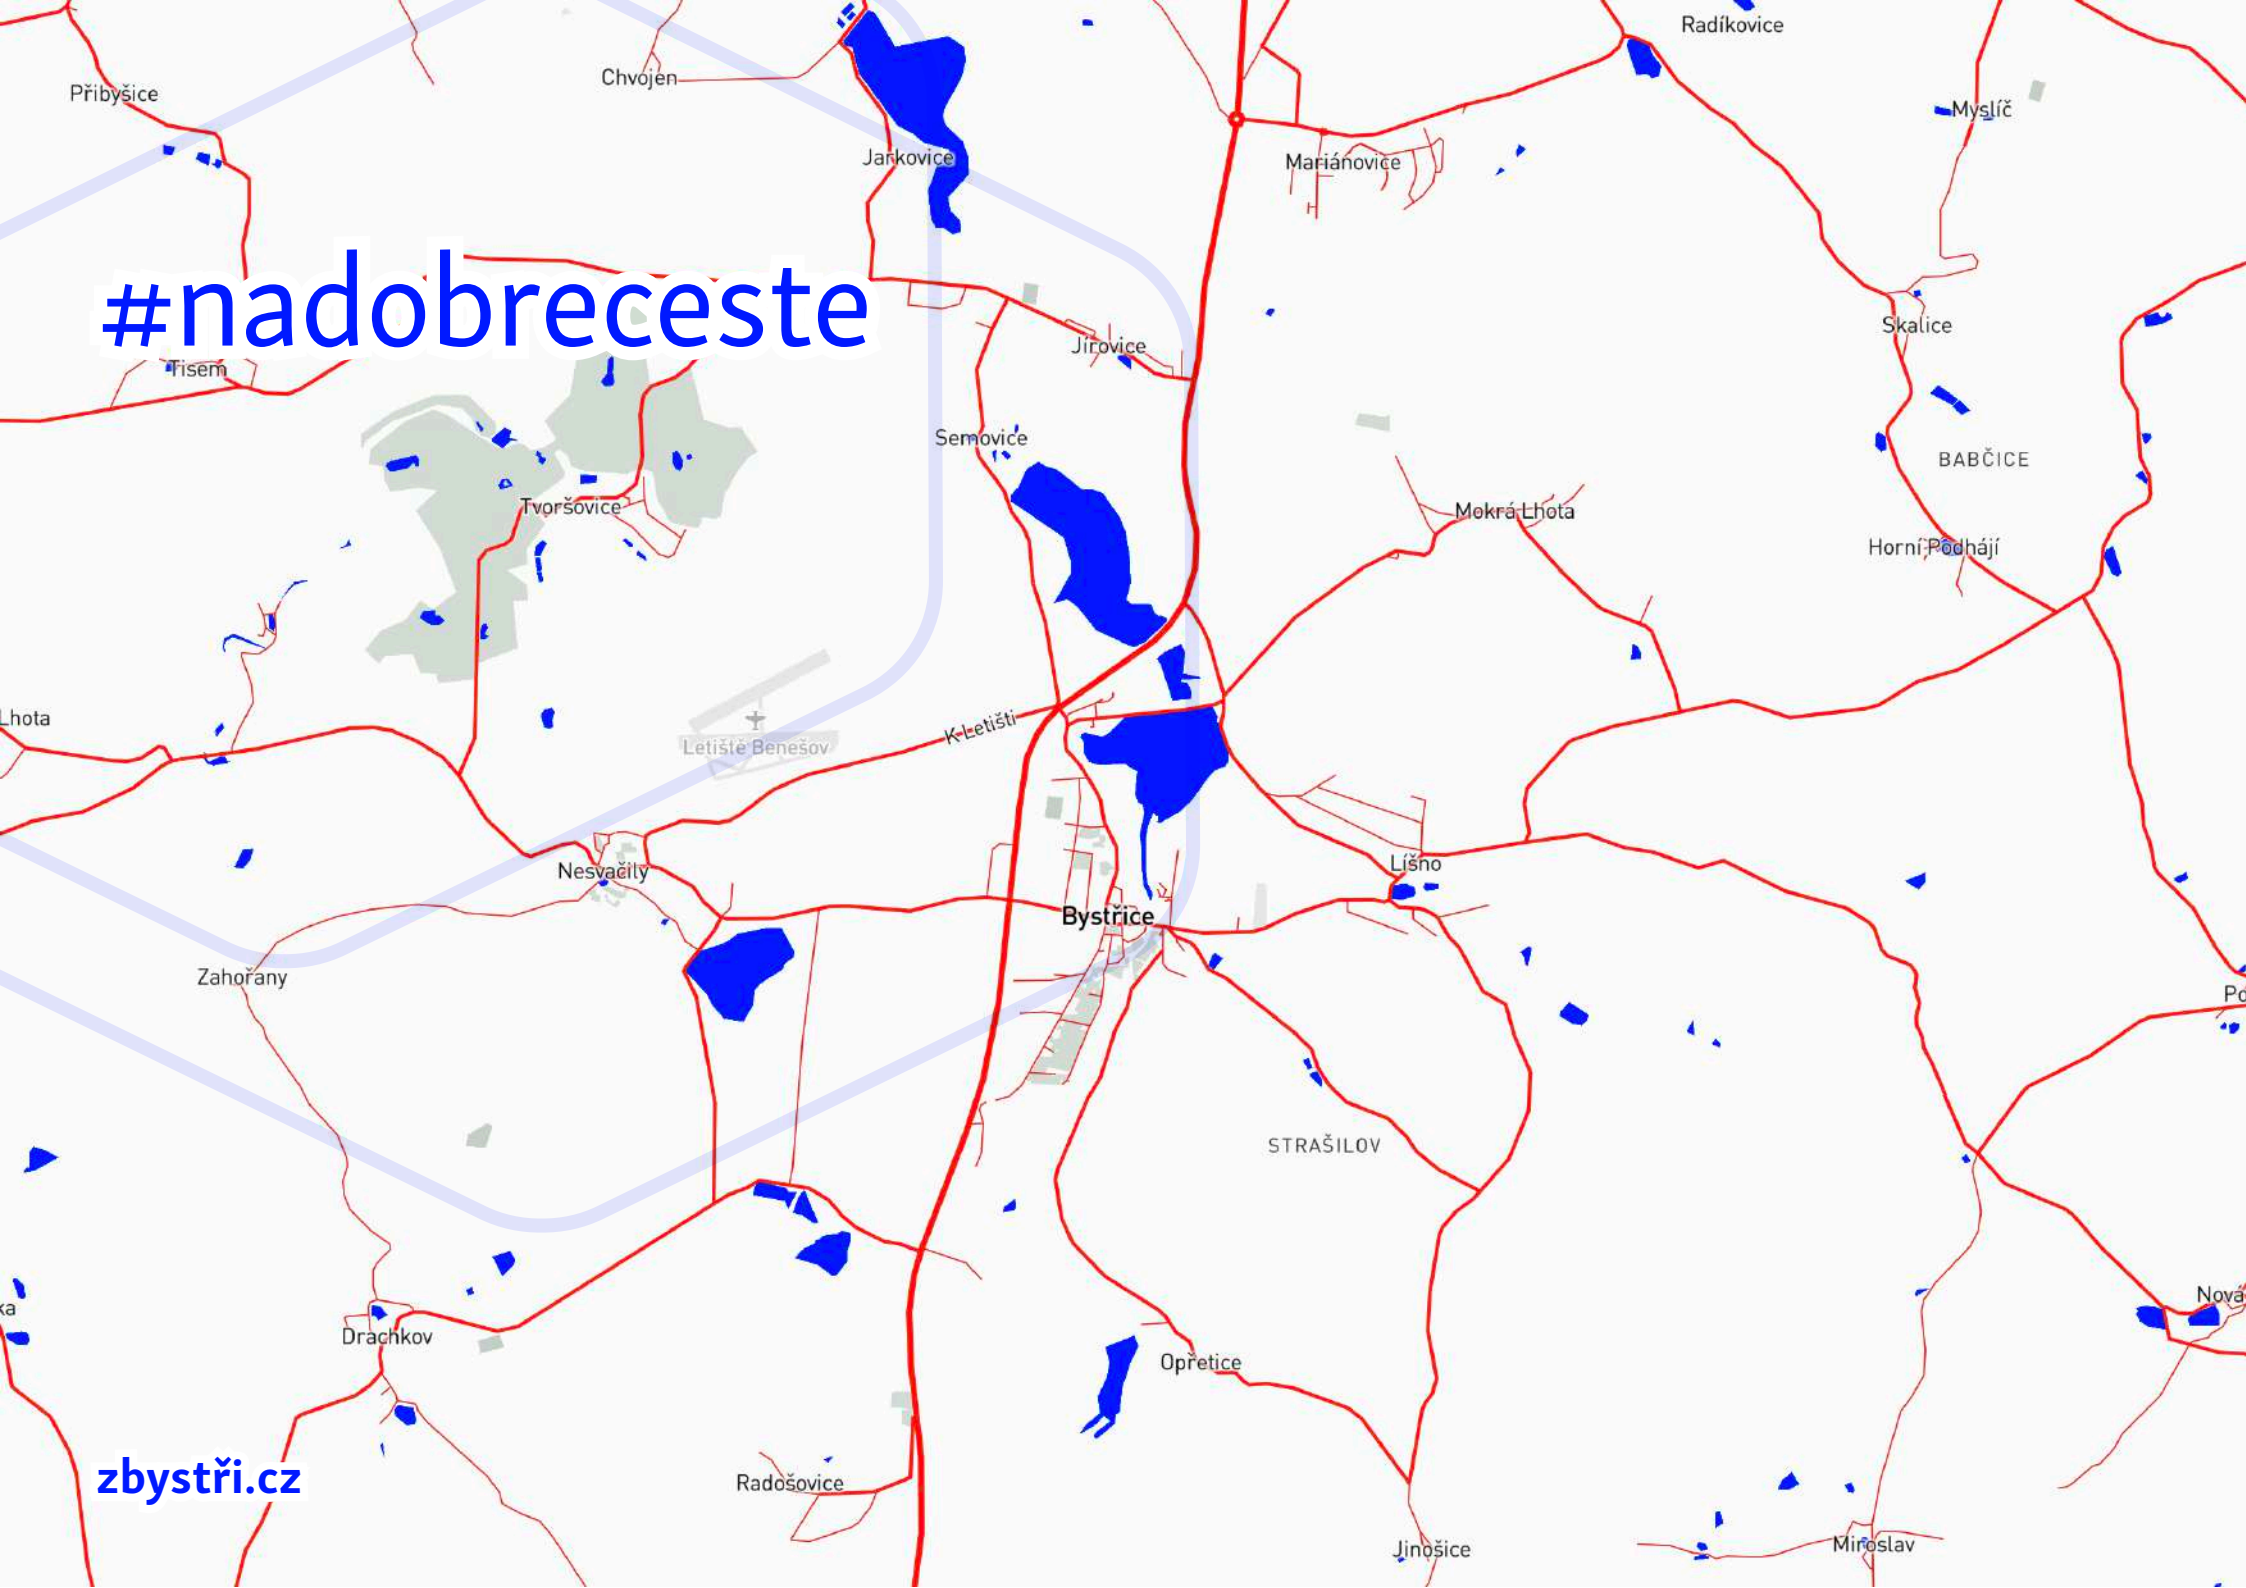 Radíkovice
Chvojen
Přibyšice
Myslíč
Jarkovice
Mariánovice
#nadobreceste
Skalice
Jírovice
Tisem
Semovice
BABČICE
Tvoršovice
Mokrá Lhota
Horní Podhájí
Lhota
K Letišti
Letiště Benešov
Líšno
Nesvačily
Bystřice
Zahořany
STRAŠILOV
Nová
Drachkov
Opřetice
zbystři.cz
Radošovice
Miroslav
Jinošice